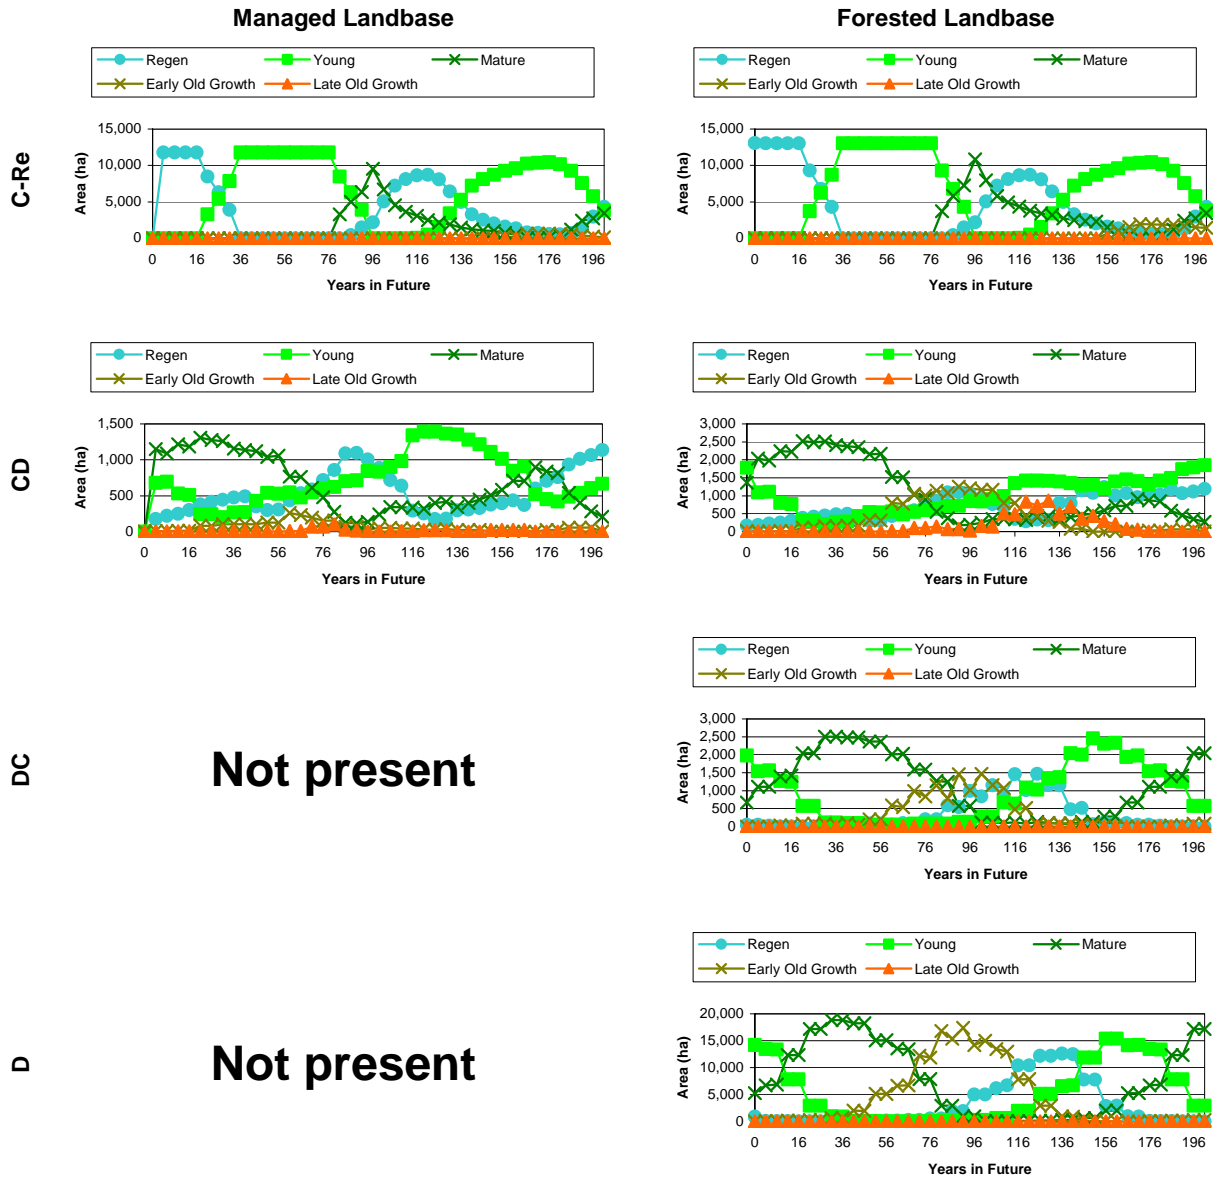 Managed Landbase Forested Landbase
Regen Young Mature
Early Old Growth Late Old Growth
Regen Young Mature
Early Old Growth Late Old Growth
C-Re
Area (ha)
15,000
10,000
5,000
0
0 16 36 56 76 96 116 136 156 176 196
Years in Future
Area (ha)
15,000
10,000
5,000
0
0 16 36 56 76 96 116 136 156 176 196
Years in Future
Regen Young Mature
Early Old Growth Late Old Growth
Regen Young Mature
Early Old Growth Late Old Growth
CD
Area (ha)
1,500
1,000
500
0
0 16 36 56 76 96 116 136 156 176 196
Years in Future
Area (ha)
3,000
2,500
2,000
1,500
1,000
500
0
0 16 36 56 76 96 116 136 156 176 196
Years in Future
Regen Young Mature
Early Old Growth Late Old Growth
DC
Not present
Area (ha)
3,000
2,500
2,000
1,500
1,000
500
0
0 16 36 56 76 96 116 136 156 176 196
Years in Future
Regen Young Mature
Early Old Growth Late Old Growth
D
Not present
Area (ha)
20,000
15,000
10,000
5,000
0
0 16 36 56 76 96 116 136 156 176 196
Years in Future